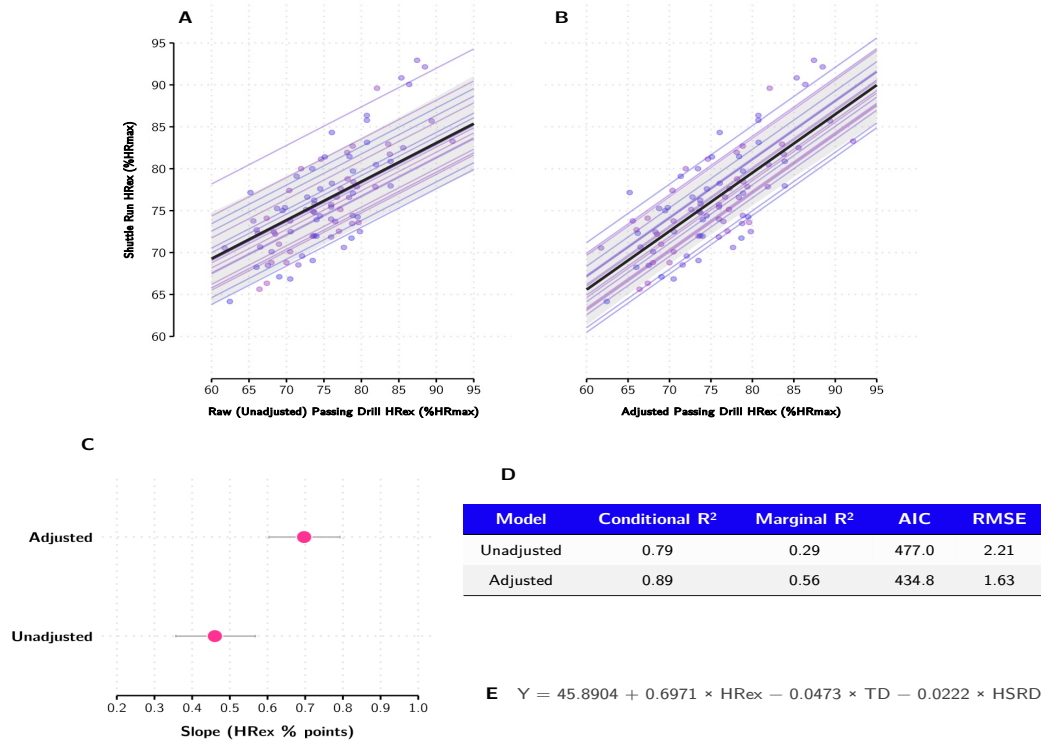 A
B
95
90
85
80
75
70
65
60
Shuttle Run HRex (%HRmax)
60 65 70 75 80 85 90 95
60 65 70 75 80 85 90 95
Raw (Unadjusted) Passing Drill HRex (%HRmax)
Adjusted Passing Drill HRex (%HRmax)
C
Adjusted
Unadjusted
0.2 0.3 0.4 0.5 0.6 0.7 0.8 0.9 1.0
Slope (HRex % points)
D
Model Conditional R² Marginal R² AIC RMSE
Unadjusted 0.79 0.29 477.0 2.21
Adjusted 0.89 0.56 434.8 1.63
E Y = 45.8904 + 0.6971 × HRex − 0.0473 × TD − 0.0222 × HSRD